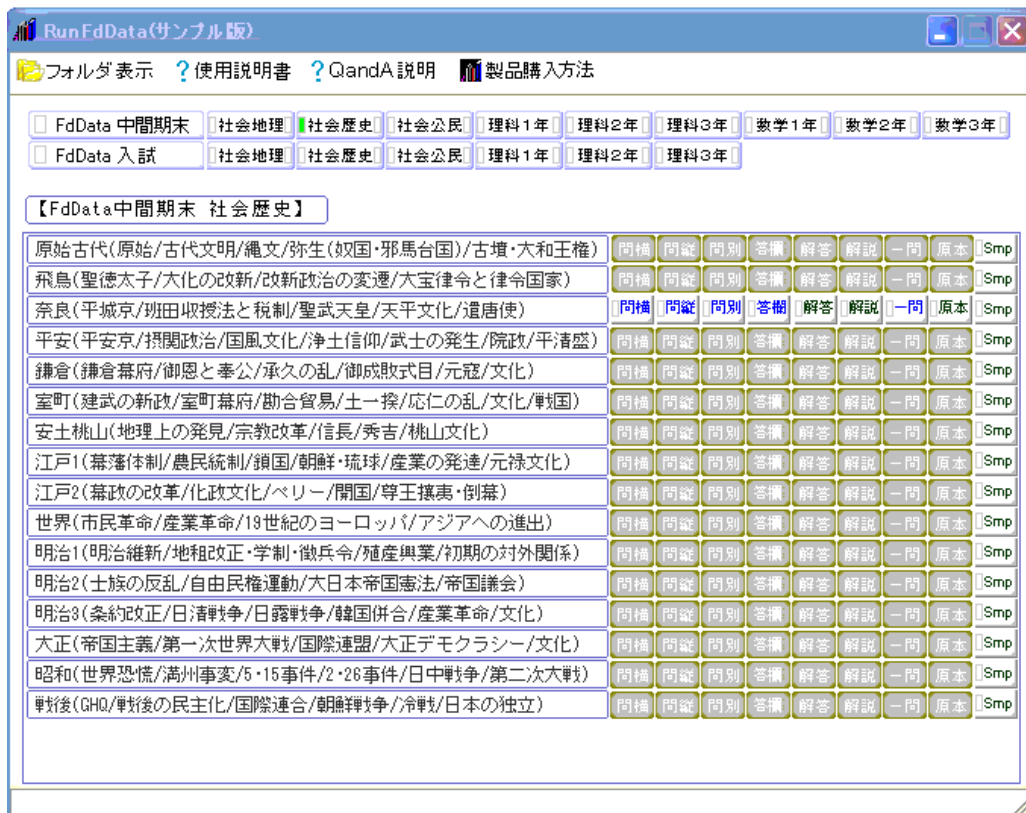 RunFdData(サンプル版)
フォルダ表示 ?使用説明書 ?QandA説明 製品購入方法
FdData 中間期末 社会地理 社会歴史 社会公民 理科1年 理科2年 理科3年 数学1年 数学2年 数学3年
FdData 入試 社会地理 社会歴史 社会公民 理科1年 理科2年 理科3年
【FdData中間期末 社会歴史】
原始古代(原始/古代文明/縄文/弥生(奴国・邪馬台国)/古墳・大和王権) 問横 問縦 問別 答欄 解答 解説 一問 原本 Smp
飛鳥(聖徳太子/大化の改新/改新政治の変遷/大宝律令と律令国家) 問横 問縦 問別 答欄 解答 解説 一問 原本 Smp
奈良(平城京/班田収授法と税制/聖武天皇/天平文化/遣唐使) 問横 問縦 問別 答欄 解答 解説 一問 原本 Smp
平安(平安京/摂関政治/国風文化/浄土信仰/武士の発生/院政/平清盛) 問横 問縦 問別 答欄 解答 解説 一問 原本 Smp
鎌倉(鎌倉幕府/御恩と奉公/承久の乱/御成敗式目/元寇/文化) 問横 問縦 問別 答欄 解答 解説 一問 原本 Smp
室町(建武の新政/室町幕府/勘合貿易/土一揆/応仁の乱/文化/戦国) 問横 問縦 問別 答欄 解答 解説 一問 原本 Smp
安土桃山(地理上の発見/宗教改革/信長/秀吉/桃山文化) 問横 問縦 問別 答欄 解答 解説 一問 原本 Smp
江戸1(幕藩体制/農民統制/鎖国/朝鮮・琉球/産業の発達/元禄文化) 問横 問縦 問別 答欄 解答 解説 一問 原本 Smp
江戸2(幕政の改革/化政文化/ペリー/開国/尊王攘夷・倒幕) 問横 問縦 問別 答欄 解答 解説 一問 原本 Smp
世界(市民革命/産業革命/19世紀のヨーロッパ/アジアへの進出) 問横 問縦 問別 答欄 解答 解説 一問 原本 Smp
明治1(明治維新/地租改正・学制・徴兵令/殖産興業/初期の対外関係) 問横 問縦 問別 答欄 解答 解説 一問 原本 Smp
明治2(士族の反乱/自由民権運動/大日本帝国憲法/帝国議会) 問横 問縦 問別 答欄 解答 解説 一問 原本 Smp
明治3(条約改正/日清戦争/日露戦争/韓国併合/産業革命/文化) 問横 問縦 問別 答欄 解答 解説 一問 原本 Smp
大正(帝国主義/第一次世界大戦/国際連盟/大正デモクラシー/文化) 問横 問縦 問別 答欄 解答 解説 一問 原本 Smp
昭和(世界恐慌/満州事変/5・15事件/2・26事件/日中戦争/第二次大戦) 問横 問縦 問別 答欄 解答 解説 一問 原本 Smp
戦後(GHQ/戦後の民主化/国際連合/朝鮮戦争/冷戦/日本の独立) 問横 問縦 問別 答欄 解答 解説 一問 原本 Smp